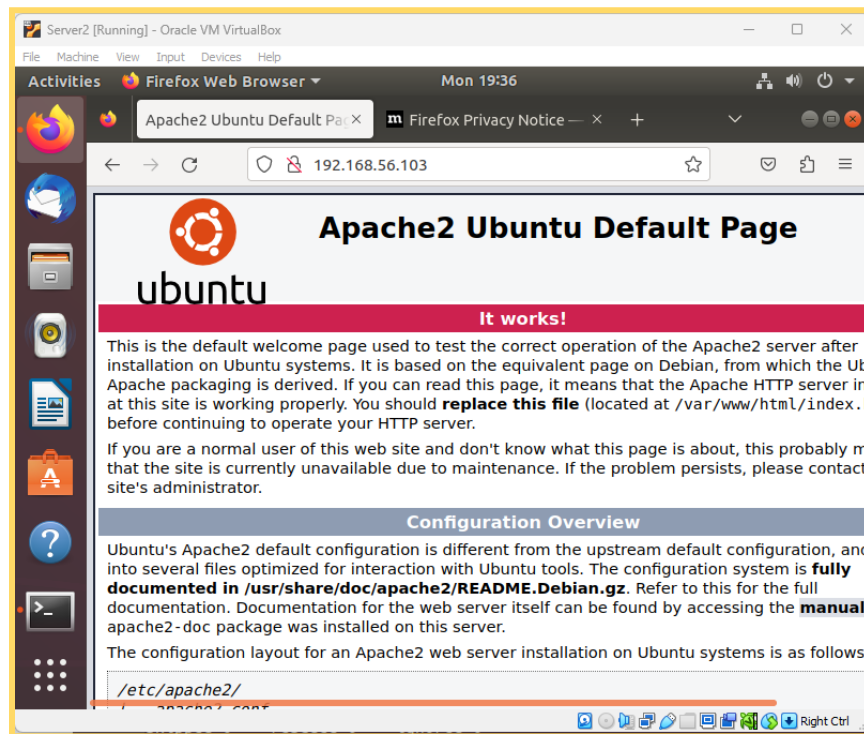 Server2 [Running] - Oracle VM VirtualBox
File Machine View Input Devices Help
Activities Firefox Web Browser Mon 19:36
Apache2 Ubuntu Default Pag Firefox Privacy Notice —
192.168.56.103
ubuntu
Apache2 Ubuntu Default Page
It works!
This is the default welcome page used to test the correct operation of the Apache2 server after
installation on Ubuntu systems. It is based on the equivalent page on Debian, from which the Ub
Apache packaging is derived. If you can read this page, it means that the Apache HTTP server in
at this site is working properly. You should replace this file (located at /var/www/html/index.
before continuing to operate your HTTP server.
If you are a normal user of this web site and don't know what this page is about, this probably m
that the site is currently unavailable due to maintenance. If the problem persists, please contact
site's administrator.
Configuration Overview
Ubuntu's Apache2 default configuration is different from the upstream default configuration, and
into several files optimized for interaction with Ubuntu tools. The configuration system is fully
documented in /usr/share/doc/apache2/README.Debian.gz. Refer to this for the full
documentation. Documentation for the web server itself can be found by accessing the manual
apache2-doc package was installed on this server.
The configuration layout for an Apache2 web server installation on Ubuntu systems is as follows
/etc/apache2/
Right Ctrl